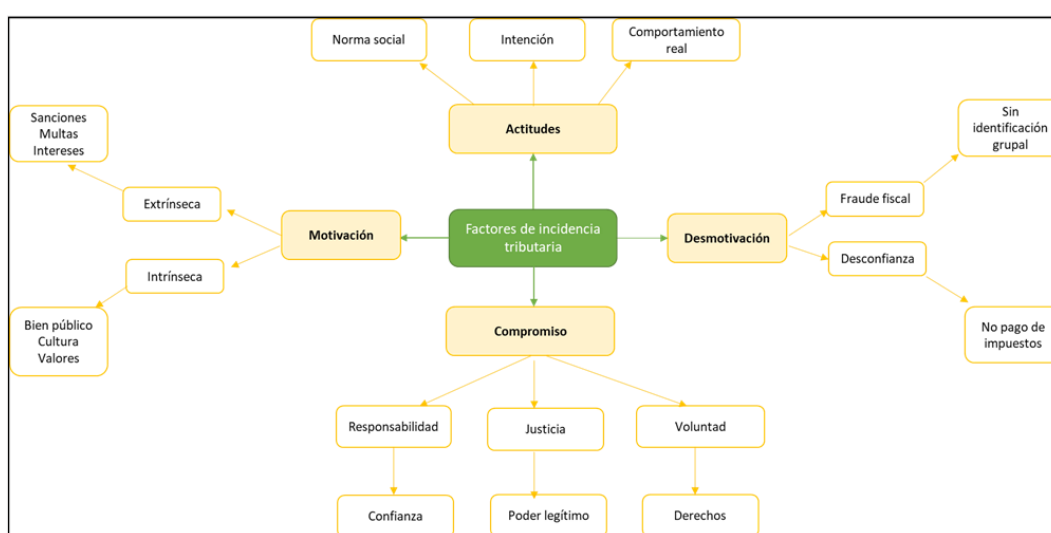 Norma social
Intención
Comportamiento
real
Actitudes
Sanciones
Multas
Intereses
Extrínseca
Motivación
Intrínseca
Bien público
Cultura
Valores
Factores de incidencia
tributaria
Desmotivación
Fraude fiscal
Sin
identificación
grupal
Desconfianza
No pago de
impuestos
Compromiso
Responsabilidad
Justicia
Voluntad
Confianza
Poder legítimo
Derechos